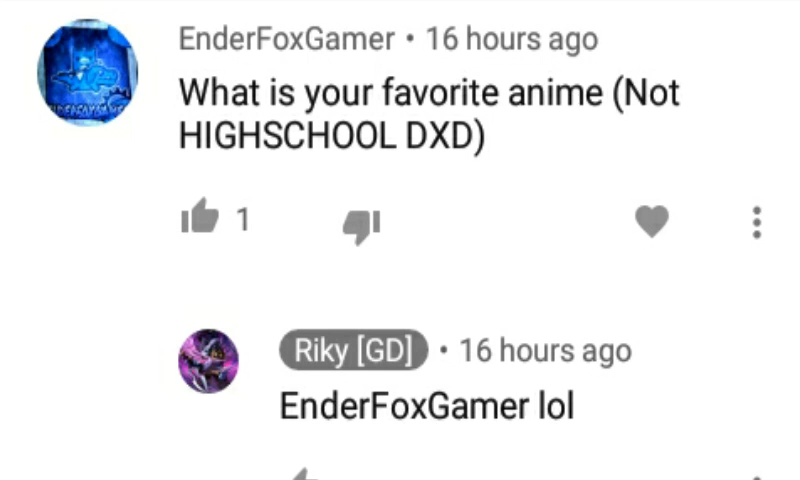 EnderFoxGamer • 16 hours ago
What is your favorite anime (Not
HIGHSCHOOL DXD)
1
Riky [GD] • 16 hours ago
EnderFoxGamer lol